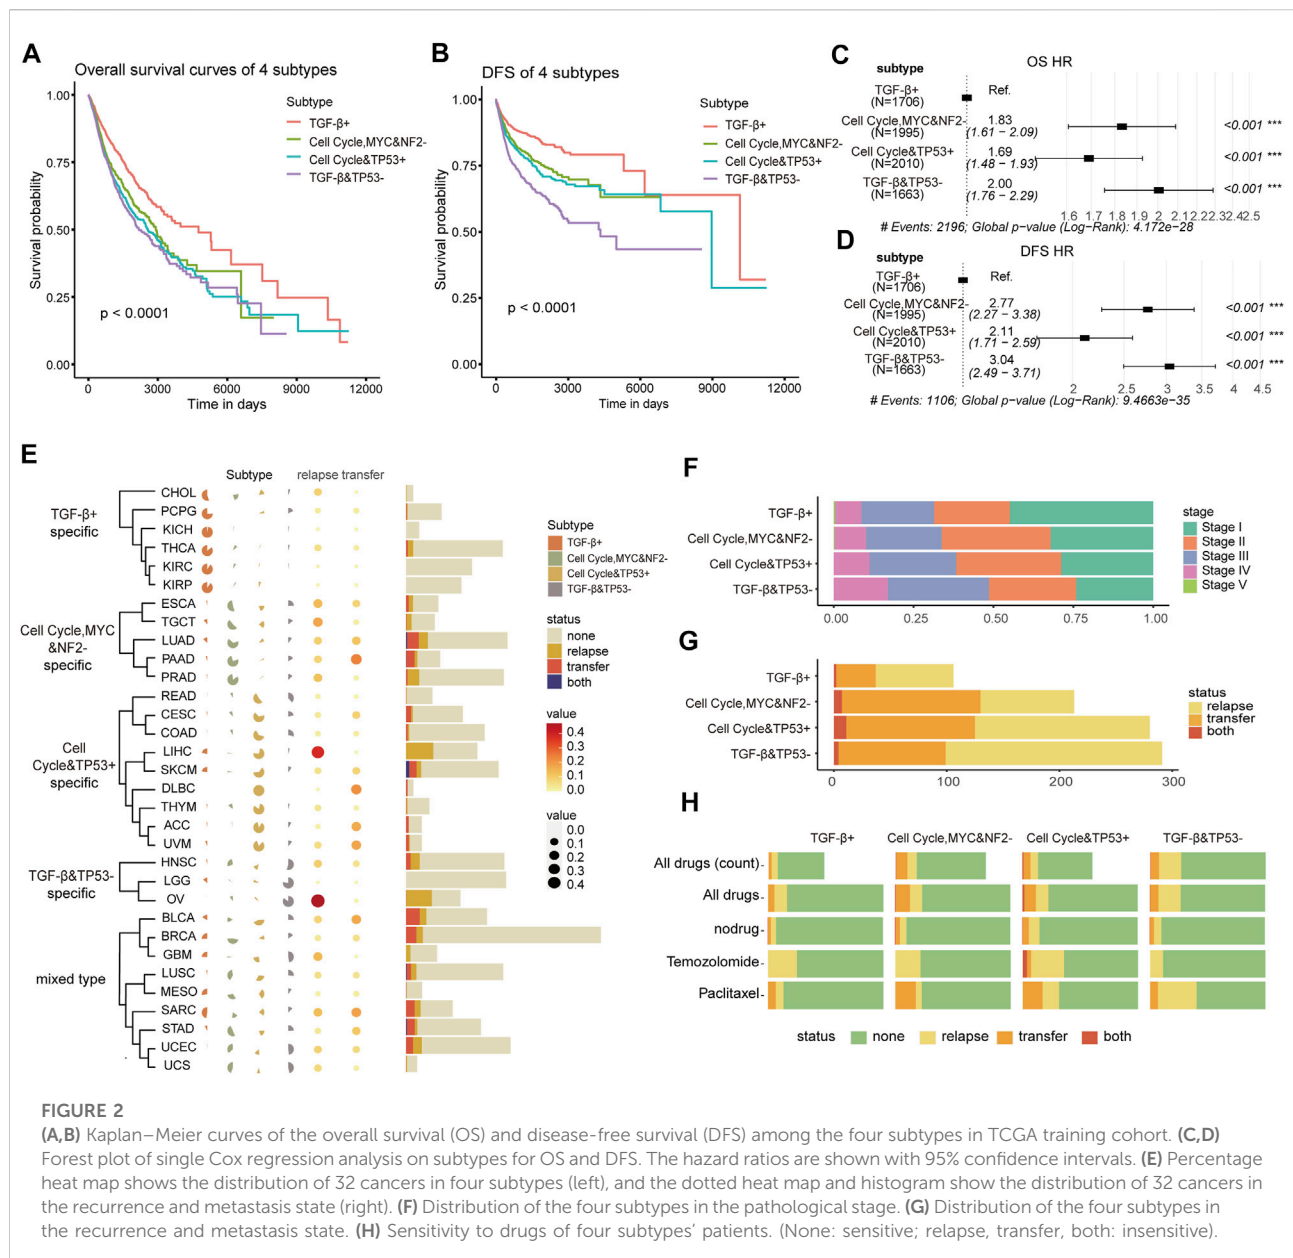 A
Overall survival curves of 4 subtypes
Subtype
TGF-β+
Cell Cycle,MYC&NF2-
Cell Cycle&TP53+
TGF-β&TP53-
Survival probability
1.00
0.75
0.50
0.25
0.00
p < 0.0001
0 3000 6000 9000 12000
Time in days
B
DFS of 4 subtypes
Subtype
TGF-β+
Cell Cycle,MYC&NF2-
Cell Cycle&TP53+
TGF-β&TP53-
Survival probability
1.00
0.75
0.50
0.25
0.00
p < 0.0001
0 3000 6000 9000 12000
Time in days
C
subtype OS HR
TGF-β+
(N=1706) Ref.
Cell Cycle,MYC&NF2-
(N=1995)
1.83
(1.61 − 2.09) <0.001 ***
Cell Cycle&TP53+
(N=2010)
1.69
(1.48 − 1.93) <0.001 ***
TGF-β&TP53-
(N=1663)
2.00
(1.76 − 2.29) <0.001 ***
1.6 1.7 1.8 1.9 2 2.1 2.2 2.3 2.4 2.5
# Events: 2196; Global p−value (Log−Rank): 4.172e−28
D
subtype DFS HR
TGF-β+
(N=1706) Ref.
Cell Cycle,MYC&NF2-
(N=1995)
2.77
(2.27 − 3.38) <0.001 ***
Cell Cycle&TP53+
(N=2010)
2.11
(1.71 − 2.59) <0.001 ***
TGF-β&TP53-
(N=1663)
3.04
(2.49 − 3.71) <0.001 ***
2 2.5 3 3.5 4 4.5
# Events: 1106; Global p−value (Log−Rank): 9.4663e−35
E
Subtype relapse transfer
TGF-β+
specific
CHOL
PCPG
KICH
THCA
KIRC
KIRP
Cell Cycle,MYC
&NF2-
specific
ESCA
TGCT
LUAD
PAAD
PRAD
Cell
Cycle&TP53+
specific
READ
CESC
COAD
LIHC
SKCM
DLBC
THYM
ACC
UVM
TGF-β&TP53-
specific
HNSC
LGG
OV
mixed type
BLCA
BRCA
GBM
LUSC
MESO
SARC
STAD
UCEC
UCS
Subtype
TGF-β+
Cell Cycle,MYC&NF2-
Cell Cycle&TP53+
TGF-β&TP53-
status
none
relapse
transfer
both
value
0.4
0.3
0.2
0.1
0.0
value
0.0
0.1
0.2
0.3
0.4
F
TGF-β+
Cell Cycle,MYC&NF2-
Cell Cycle&TP53+
TGF-β&TP53-
0.00 0.25 0.50 0.75 1.00
stage
Stage I
Stage II
Stage III
Stage IV
Stage V
G
TGF-β+
Cell Cycle,MYC&NF2-
Cell Cycle&TP53+
TGF-β&TP53-
0 100 200 300
status
relapse
transfer
both
H
TGF-β+ Cell Cycle,MYC&NF2- Cell Cycle&TP53+ TGF-β&TP53-
All drugs (count)
All drugs
nodrug
Temozolomide
Paclitaxel
status none relapse transfer both
FIGURE 2
(A,B) Kaplan–Meier curves of the overall survival (OS) and disease-free survival (DFS) among the four subtypes in TCGA training cohort. (C,D)
Forest plot of single Cox regression analysis on subtypes for OS and DFS. The hazard ratios are shown with 95% confidence intervals. (E) Percentage
heat map shows the distribution of 32 cancers in four subtypes (left), and the dotted heat map and histogram show the distribution of 32 cancers in
the recurrence and metastasis state (right). (F) Distribution of the four subtypes in the pathological stage. (G) Distribution of the four subtypes in
the recurrence and metastasis state. (H) Sensitivity to drugs of four subtypes' patients. (None: sensitive; relapse, transfer, both: insensitive).